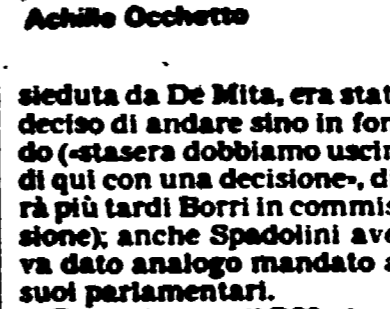 Achille Occhetto
sieduta da De Mita, era stat
deciso di andare sino in fon
do («stasera dobbiamo uscir
di qui con una decisione», di
rà più tardi Borri in commis
sione); anche Spadolini ave
va dato analogo mandato a
suoi parlamentari.